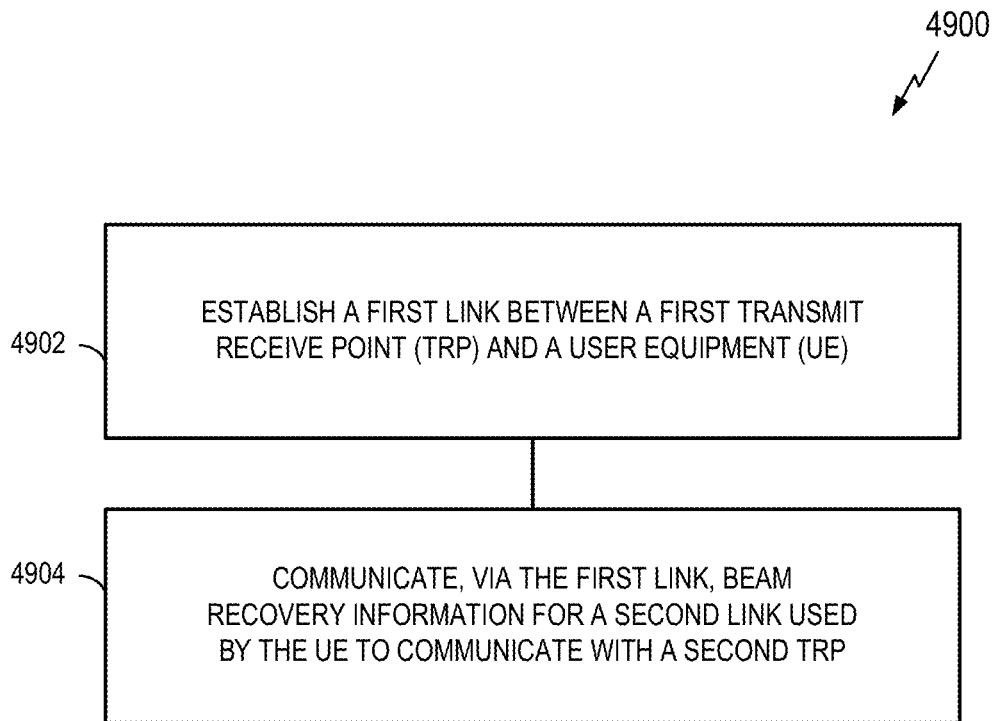 4900
4902
ESTABLISH A FIRST LINK BETWEEN A FIRST TRANSMIT
RECEIVE POINT (TRP) AND A USER EQUIPMENT (UE)
4904
COMMUNICATE, VIA THE FIRST LINK, BEAM
RECOVERY INFORMATION FOR A SECOND LINK USED
BY THE UE TO COMMUNICATE WITH A SECOND TRP